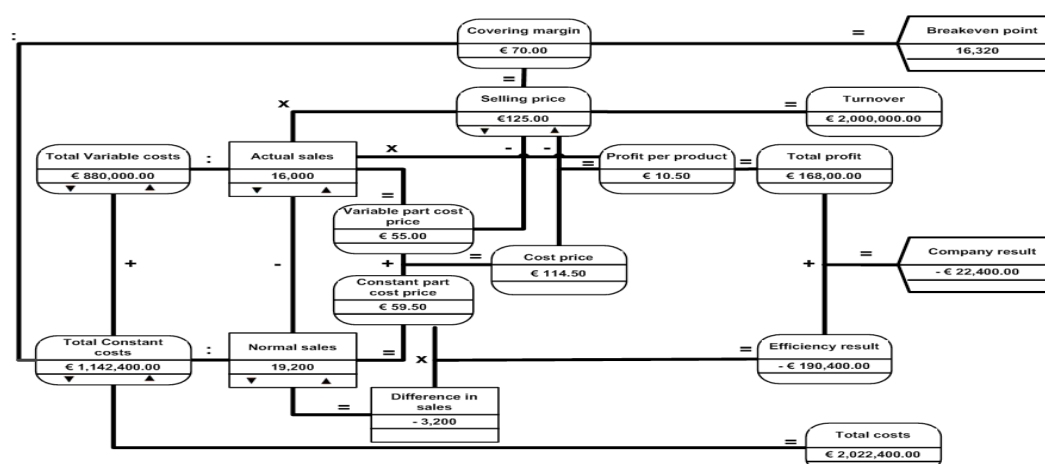 Covering margin
€ 70.00
:
=
Breakeven point
16,320
=
Selling price
€125.00
x
=
Turnover
€ 2,000,000.00
Total Variable costs
€ 880,000.00
:
Actual sales
16,000
x
-
-
=
Profit per product
€ 10.50
=
Total profit
€ 168,00.00
=
Variable part cost
price
€ 55.00
+
-
+
=
Cost price
€ 114.50
+
=
Company result
- € 22,400.00
Constant part
cost price
€ 59.50
Total Constant
costs
€ 1,142,400.00
:
Normal sales
19,200
=
x
=
Efficiency result
- € 190,400.00
=
Difference in
sales
- 3,200
=
Total costs
€ 2,022,400.00